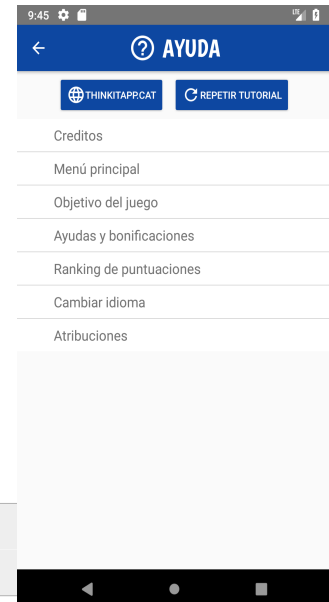 9:45
LTE
AYUDA
THINKITAPP.CAT
REPETIR TUTORIAL
Creditos
Menú principal
Objetivo del juego
Ayudas y bonificaciones
Ranking de puntuaciones
Cambiar idioma
Atribuciones